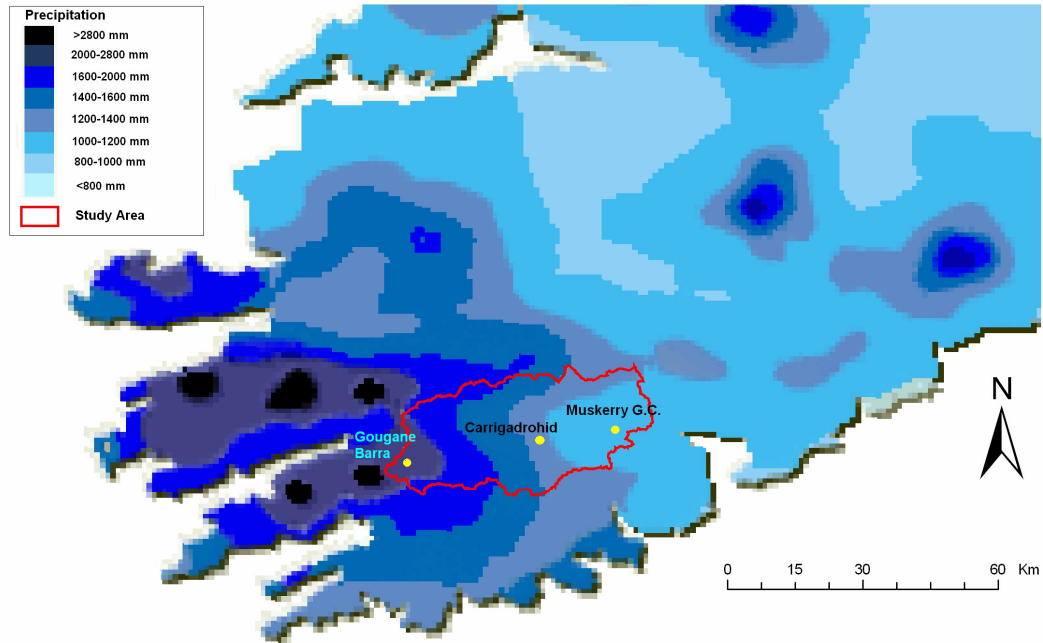 Precipitation
>2800 mm
2000-2800 mm
1600-2000 mm
1400-1600 mm
1200-1400 mm
1000-1200 mm
800-1000 mm
<800 mm
Study Area
Muskerry G.C.
Carrigadrohid
Gougane
Barra
N
0 15 30 60 Km